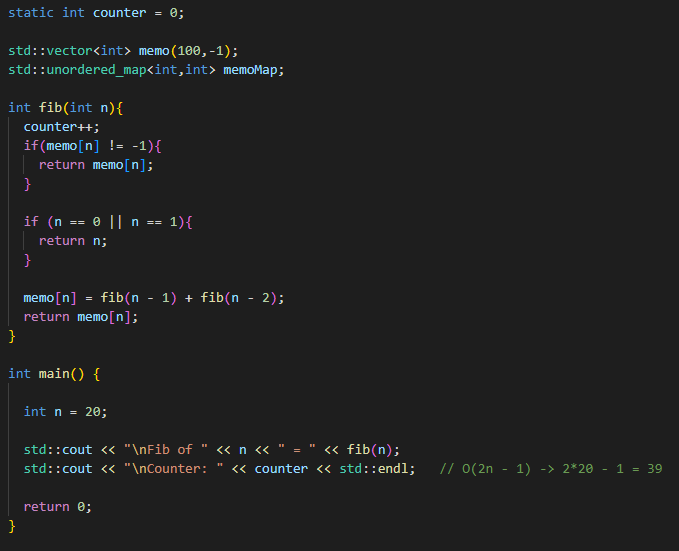 static int counter = 0;
std::vector<int> memo(100,-1);
std::unordered_map<int,int> memoMap;
int fib(int n){
counter++;
if(memo[n] != -1){
return memo[n];
}
if (n == 0 || n == 1){
return n;
}
memo[n] = fib(n - 1) + fib(n - 2);
return memo[n];
}
int main() {
int n = 20;
std::cout << "\nFib of " << n << " = " << fib(n);
std::cout << "\nCounter: " << counter << std::endl;   // O(2n - 1) -> 2*20 - 1 = 39
return 0;
}